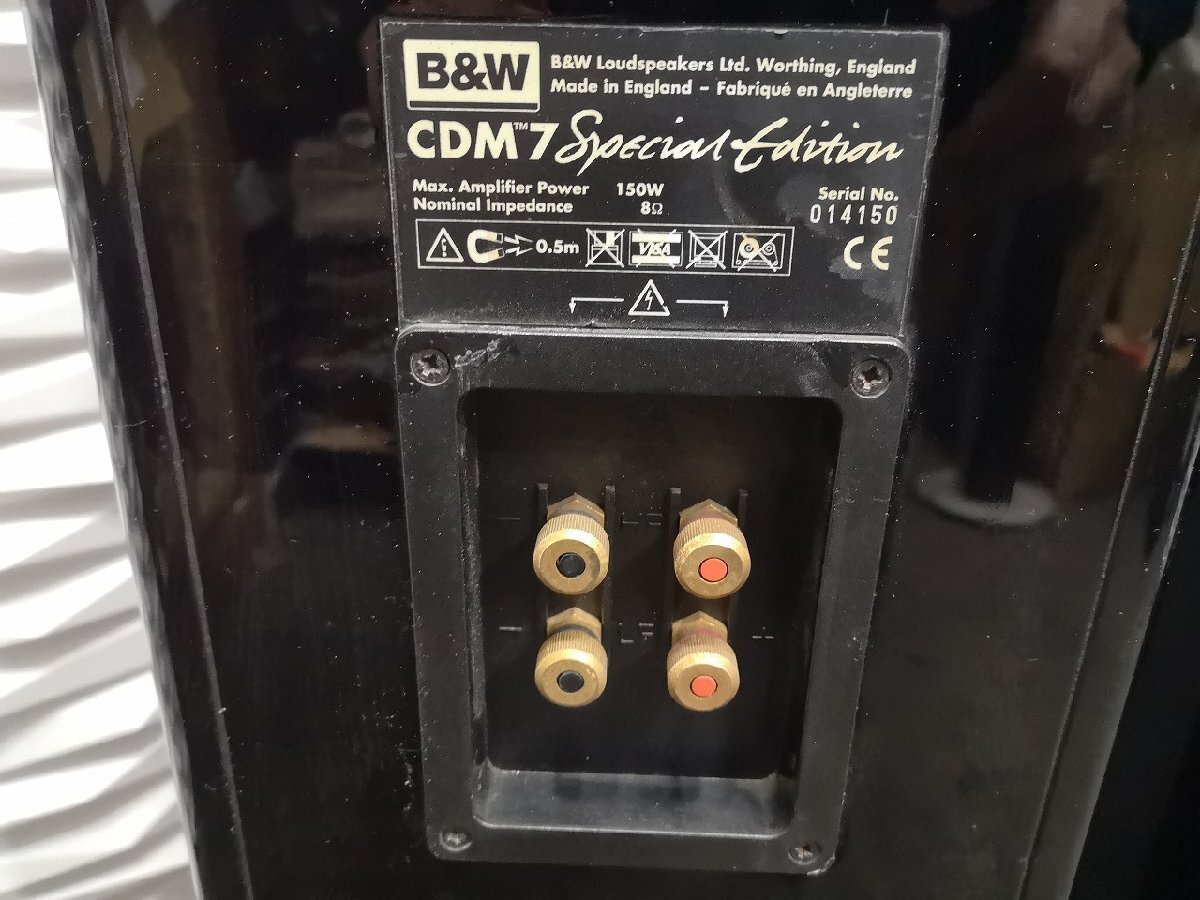 B&W
B&W Loudspeakers Ltd. Worthing, England
Made in England – Fabriqué en Angleterre
CDM™7 Special Edition
Max. Amplifier Power 150W
Nominal Impedance 8Ω
Serial No.
014150
0.5m
VISA
CE